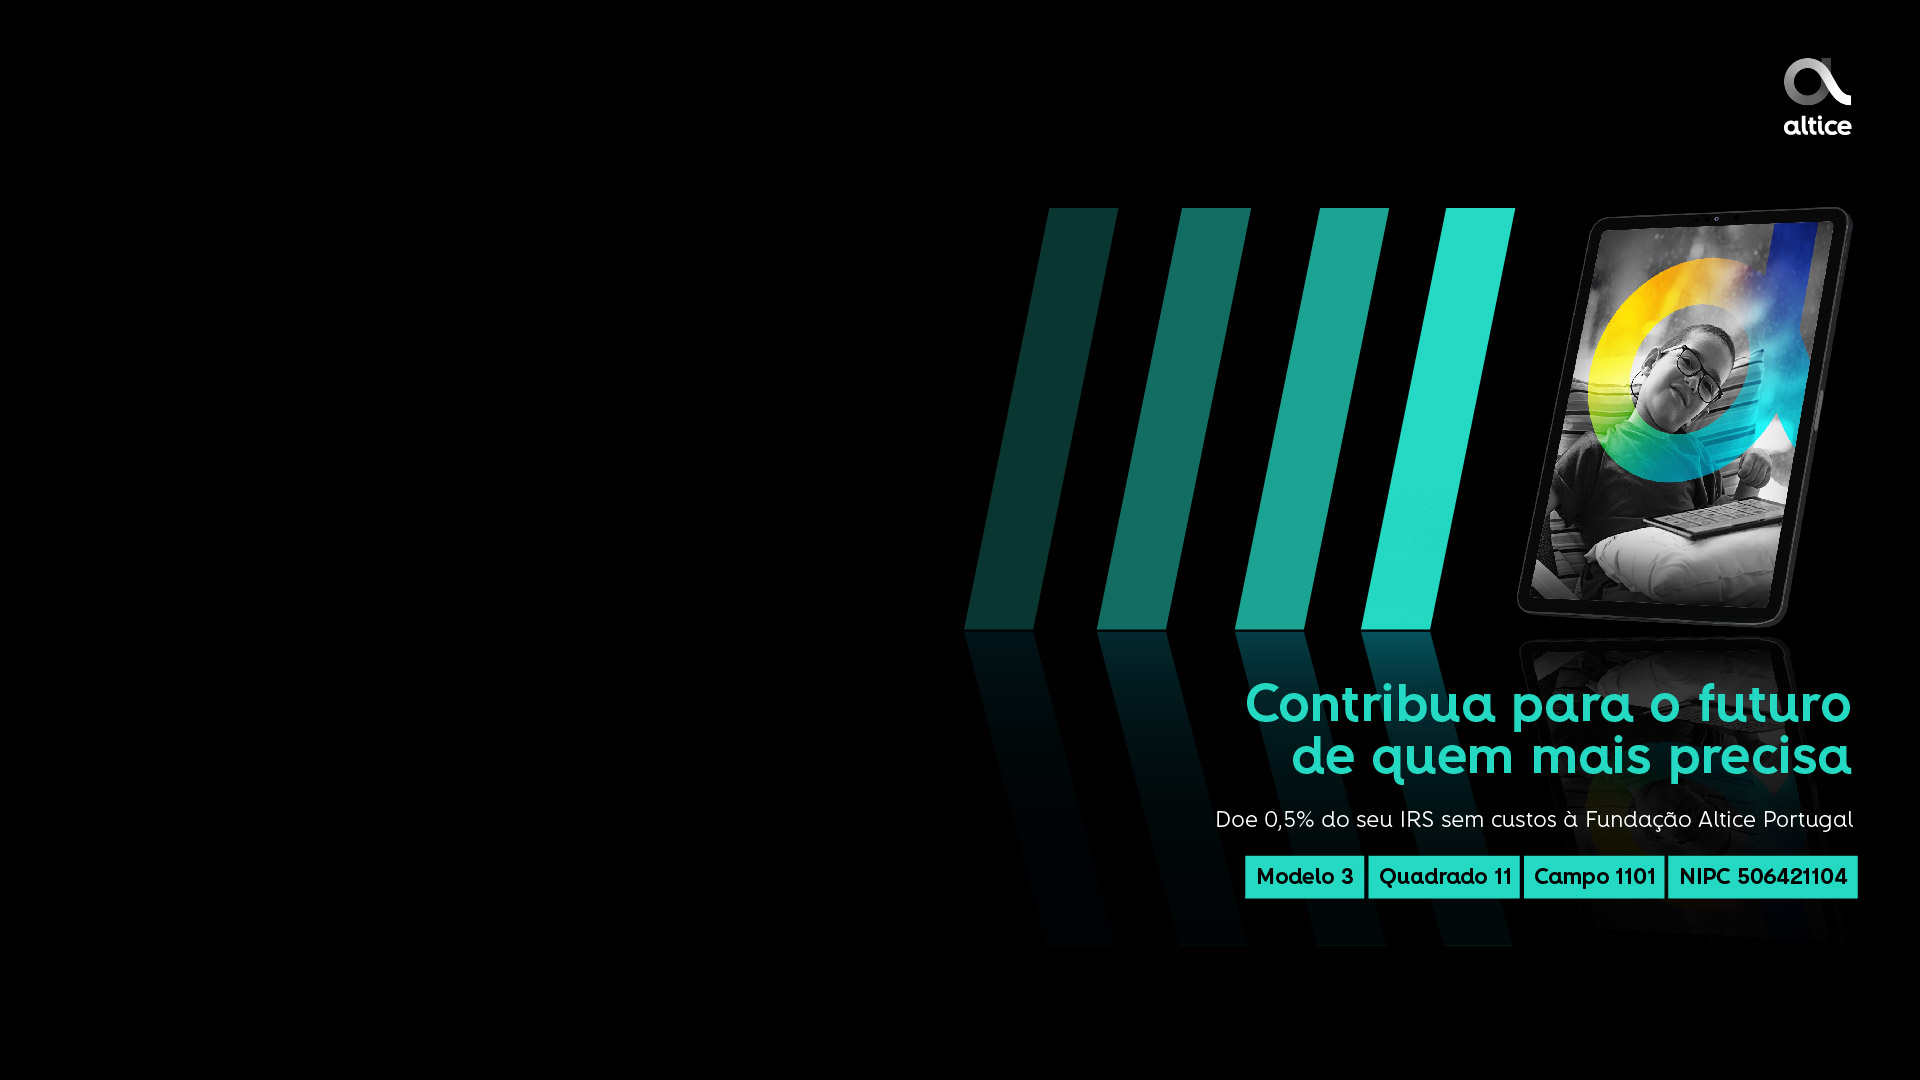 altice
Contribua para o futuro
de quem mais precisa
Doe 0,5% do seu IRS sem custos à Fundação Altice Portugal
Modelo 3 Quadrado 11 Campo 1101 NIPC 506421104